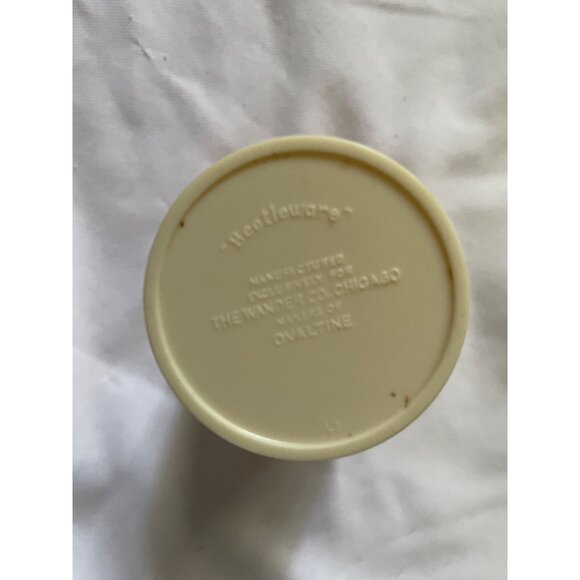 "Beetleware"
MANUFACTURED
EXCLUSIVELY FOR
THE WANDER CO. CHICAGO
MAKERS OF
OVALTINE